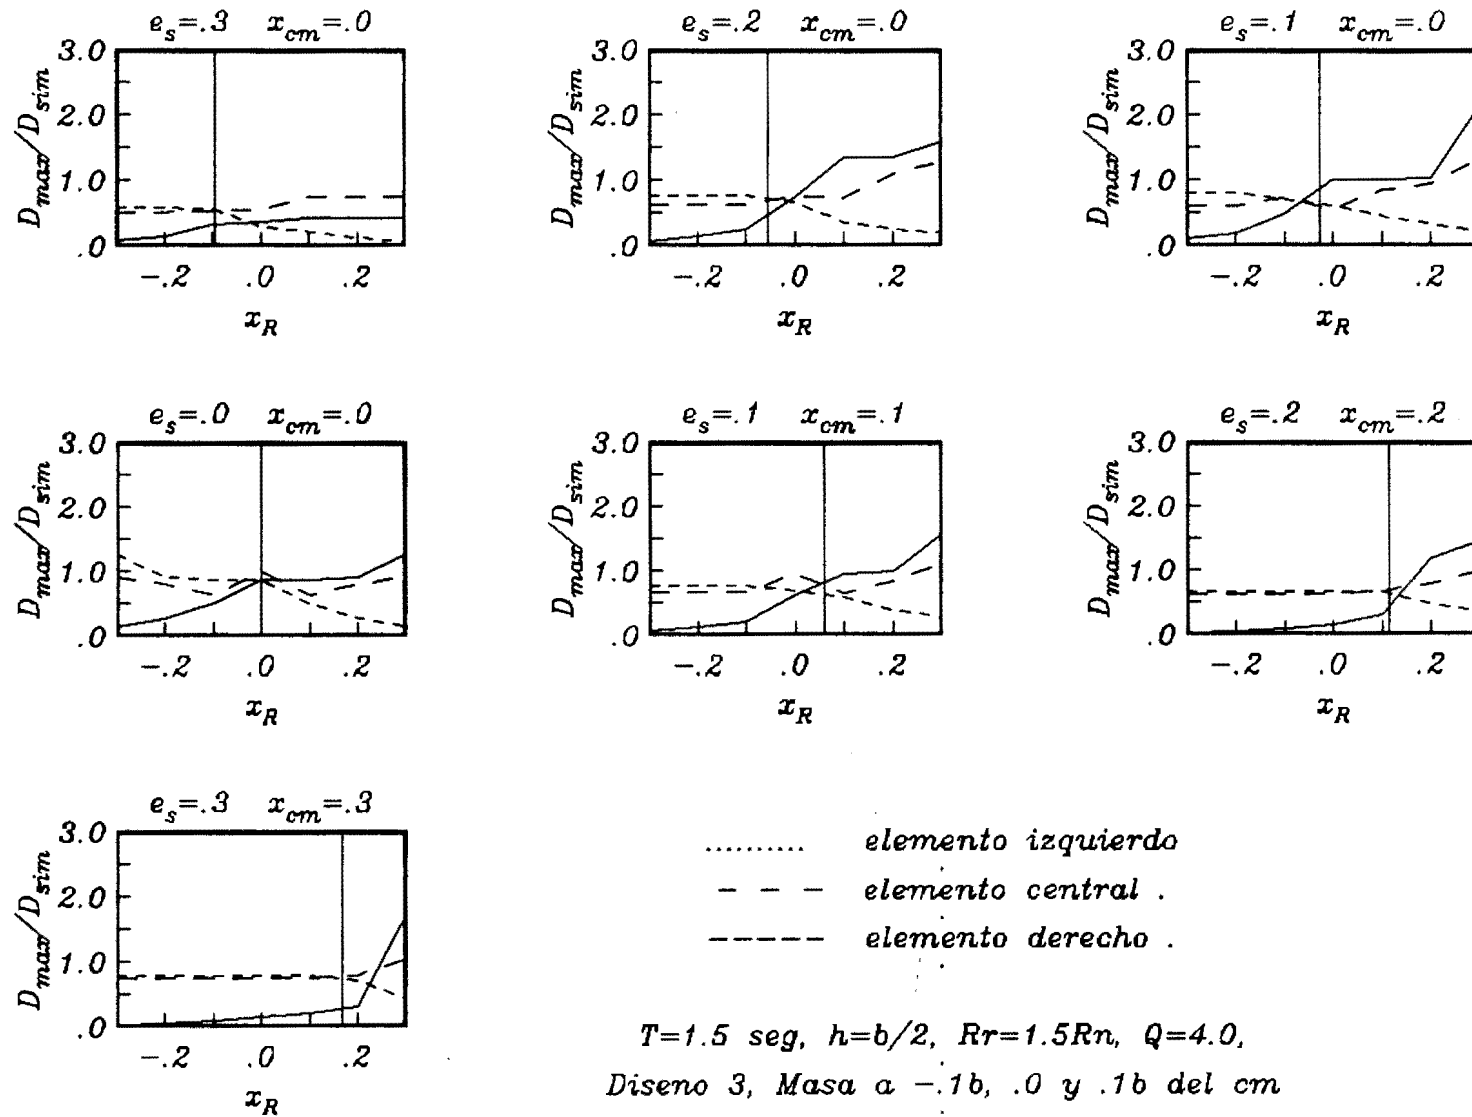 e_s=.3 x_cm=.0
D_max/D_sim
3.0
2.0
1.0
.0
-.2 .0 .2
x_R
e_s=.2 x_cm=.0
D_max/D_sim
3.0
2.0
1.0
.0
-.2 .0 .2
x_R
e_s=.1 x_cm=.0
D_max/D_sim
3.0
2.0
1.0
.0
-.2 .0 .2
x_R
e_s=.0 x_cm=.0
D_max/D_sim
3.0
2.0
1.0
.0
-.2 .0 .2
x_R
e_s=.1 x_cm=.1
D_max/D_sim
3.0
2.0
1.0
.0
-.2 .0 .2
x_R
e_s=.2 x_cm=.2
D_max/D_sim
3.0
2.0
1.0
.0
-.2 .0 .2
x_R
e_s=.3 x_cm=.3
D_max/D_sim
3.0
2.0
1.0
.0
-.2 .0 .2
x_R
elemento izquierdo
elemento central .
elemento derecho .
T=1.5 seg, h=b/2, Rr=1.5Rn, Q=4.0,
Diseno 3, Masa a -.1b, .0 y .1b del cm